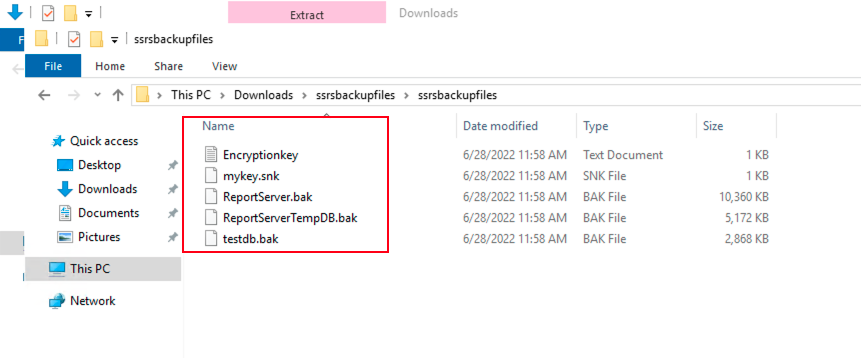 Extract Downloads
F ssrsbackupfiles
File Home Share View
This PC Downloads ssrsbackupfiles ssrsbackupfiles
Name Date modified Type Size
Quick access
Encryptionkey 6/28/2022 11:58 AM Text Document 1 KB
Desktop
mykey.snk 6/28/2022 11:58 AM SNK File 1 KB
Downloads
ReportServer.bak 6/28/2022 11:58 AM BAK File 10,360 KB
Documents
ReportServerTempDB.bak 6/28/2022 11:58 AM BAK File 5,172 KB
Pictures
testdb.bak 6/28/2022 11:58 AM BAK File 2,868 KB
This PC
Network